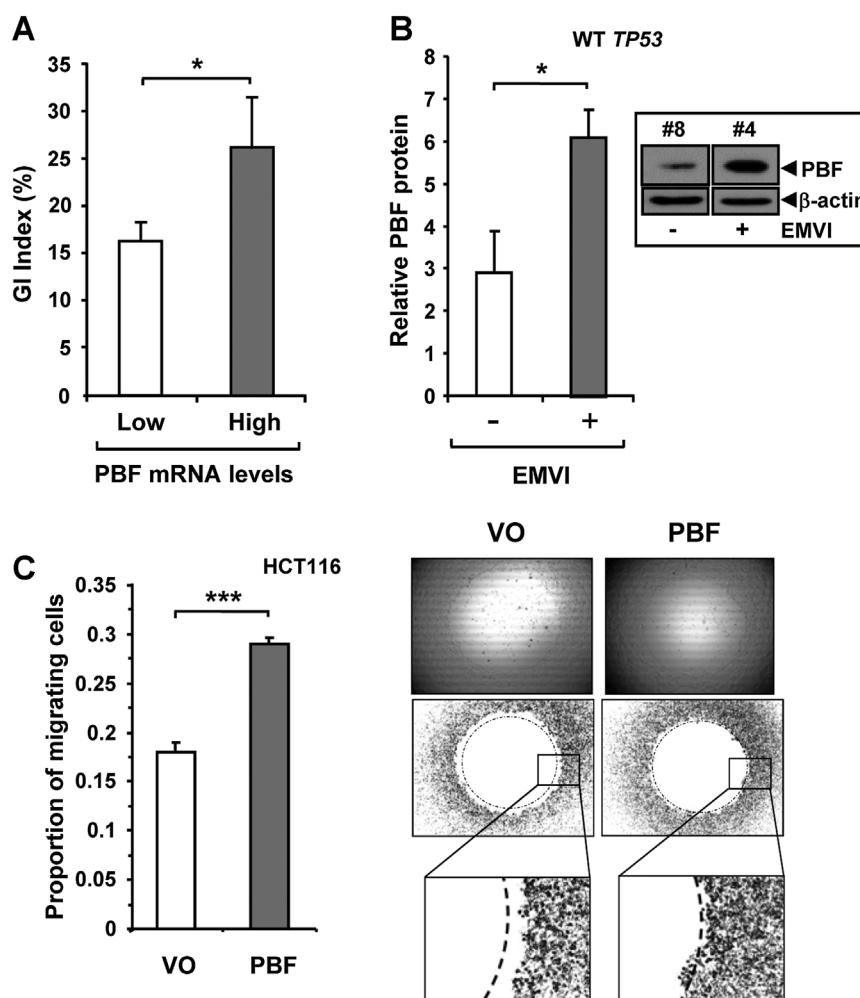 A
*
GI Index (%)
35
30
25
20
15
10
5
0
Low High
PBF mRNA levels
B
WT TP53
*
Relative PBF protein
8
7
6
5
4
3
2
1
0
- +
EMVI
#8 #4
PBF
β-actin
- + EMVI
C
HCT116
***
Proportion of migrating cells
0.35
0.3
0.25
0.2
0.15
0.1
0.05
0
VO PBF
VO PBF